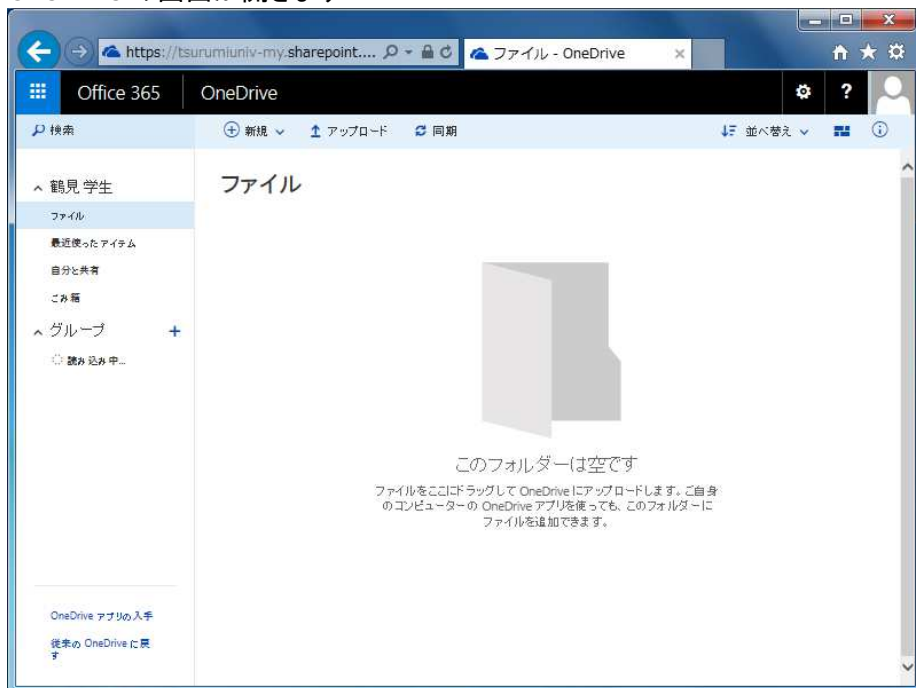 https://tsurumiuniv-my.sharepoint....
ファイル - OneDrive
Office 365
OneDrive
?
検索
新規
アップロード
同期
並べ替え
鶴見 学生
ファイル
ファイル
最近使ったアイテム
自分と共有
ごみ箱
グループ
+
読み込み中...
このフォルダーは空です
ファイルをここにドラッグして OneDrive にアップロードします。ご自身
のコンピューターの OneDrive アプリを使っても、このフォルダーに
ファイルを追加できます。
OneDrive アプリの入手
従来の OneDrive に戻
す